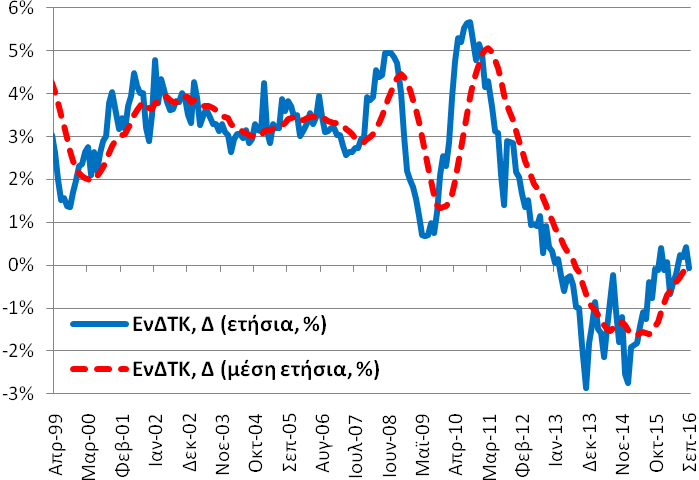 6%
5%
4%
3%
2%
1%
0%
-1%
-2%
-3%
ΕνΔΤΚ, Δ (ετήσια, %)
ΕνΔΤΚ, Δ (μέση ετήσια, %)
Απρ-99
Μαρ-00
Φεβ-01
Ιαν-02
Δεκ-02
Νοε-03
Οκτ-04
Σεπ-05
Αυγ-06
Ιουλ-07
Ιουν-08
Μαϊ-09
Απρ-10
Μαρ-11
Φεβ-12
Ιαν-13
Δεκ-13
Νοε-14
Οκτ-15
Σεπ-16